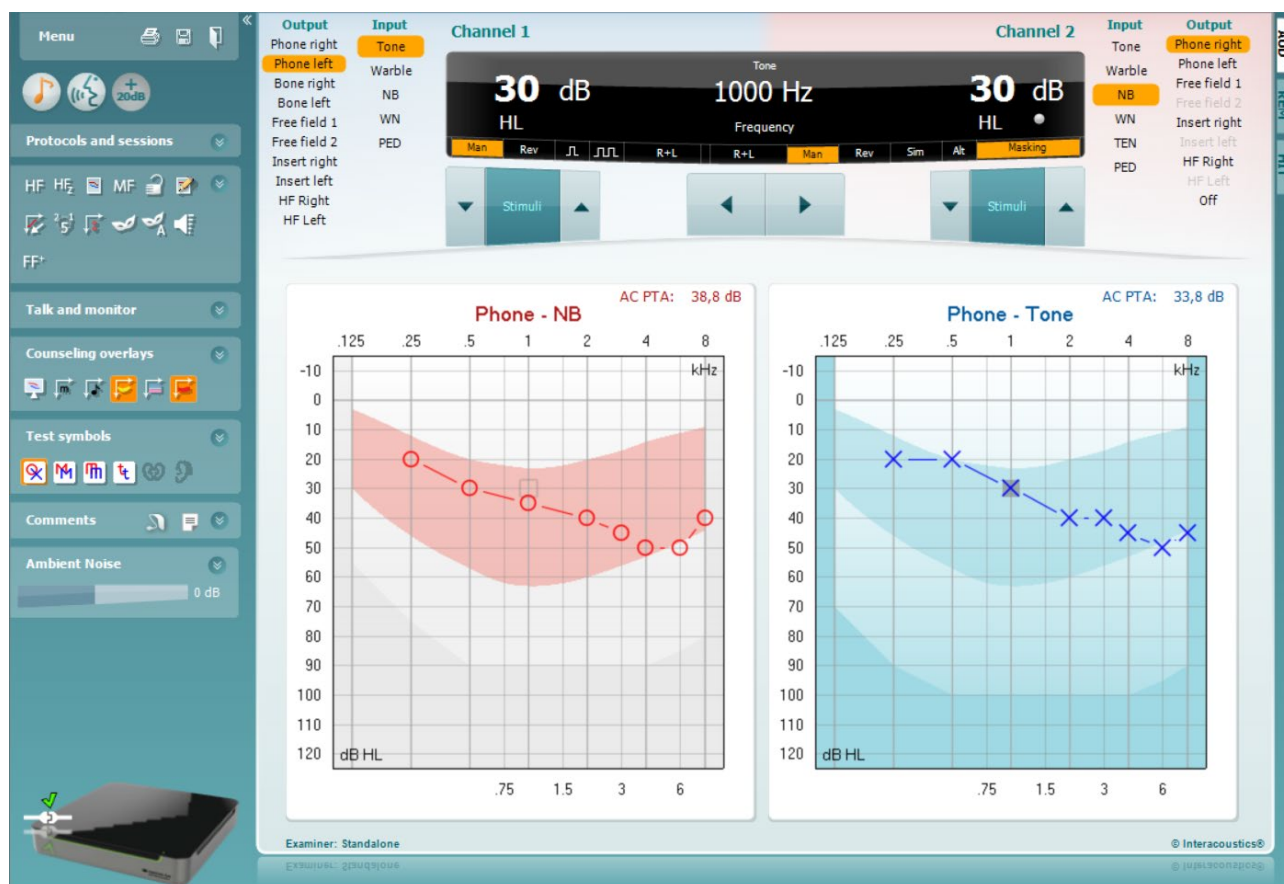 Menu
+
20dB
Protocols and sessions
HF HF2 MF
2 1
5
A
FF+
Talk and monitor
Counseling overlays
m
Test symbols
M m t t
Comments
Ambient Noise
0 dB
Output
Phone right
Phone left
Bone right
Bone left
Free field 1
Free field 2
Insert right
Insert left
HF Right
HF Left
Input
Tone
Warble
NB
WN
PED
Channel 1
Channel 2
Tone
30 dB 1000 Hz 30 dB
HL Frequency HL
Man Rev R+L R+L Man Rev Sim Alt Masking
Stimuli
Stimuli
Input
Tone
Warble
NB
WN
TEN
PED
Output
Phone right
Phone left
Free field 1
Free field 2
Insert right
Insert left
HF Right
HF Left
Off
AUD
REM
HIT
AC PTA: 38,8 dB
Phone - NB
.125 .25 .5 1 2 4 8
kHz
-10
0
10
20
30
40
50
60
70
80
90
100
110
120
dB HL
.75 1.5 3 6
AC PTA: 33,8 dB
Phone - Tone
.125 .25 .5 1 2 4 8
kHz
-10
0
10
20
30
40
50
60
70
80
90
100
110
120
dB HL
.75 1.5 3 6
Examiner: Standalone
© Interacoustics®